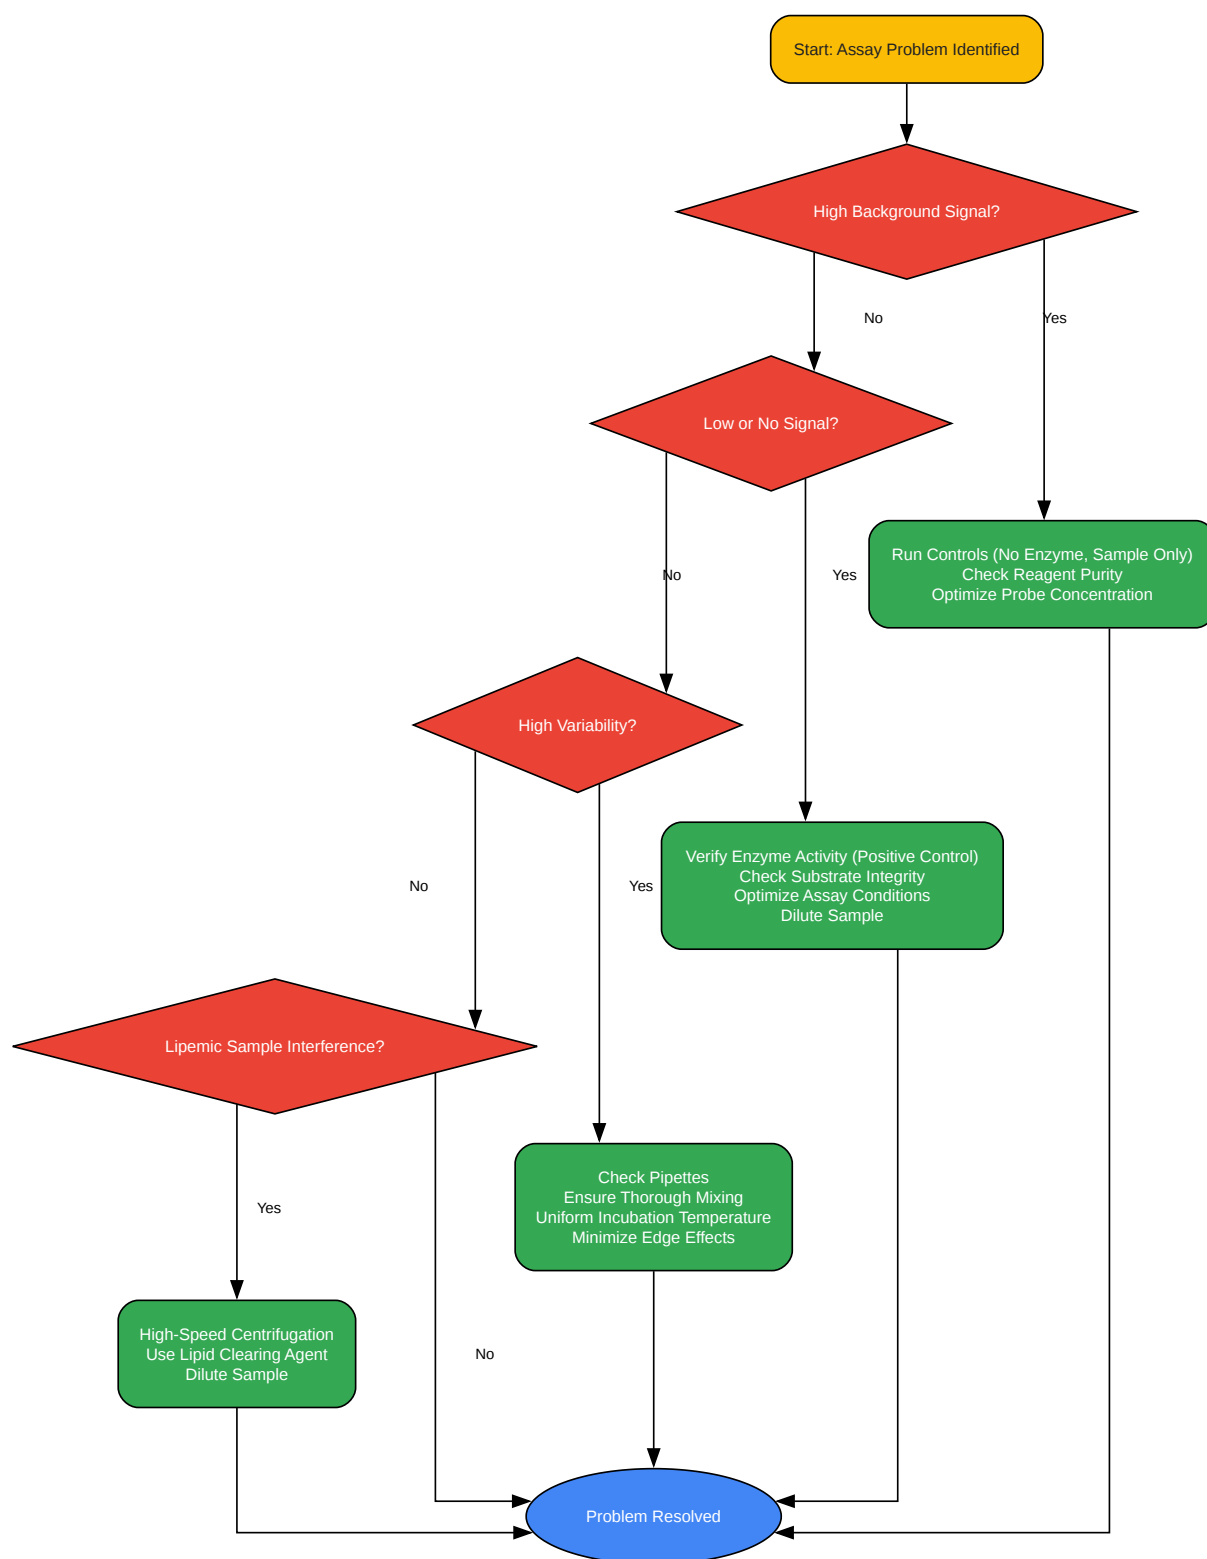 Start: Assay Problem Identified
High Background Signal?
No
Yes
Low or No Signal?
No
Yes
Run Controls (No Enzyme, Sample Only)
Check Reagent Purity
Optimize Probe Concentration
High Variability?
No
Yes
Verify Enzyme Activity (Positive Control)
Check Substrate Integrity
Optimize Assay Conditions
Dilute Sample
Lipemic Sample Interference?
Yes
No
Check Pipettes
Ensure Thorough Mixing
Uniform Incubation Temperature
Minimize Edge Effects
High-Speed Centrifugation
Use Lipid Clearing Agent
Dilute Sample
Problem Resolved